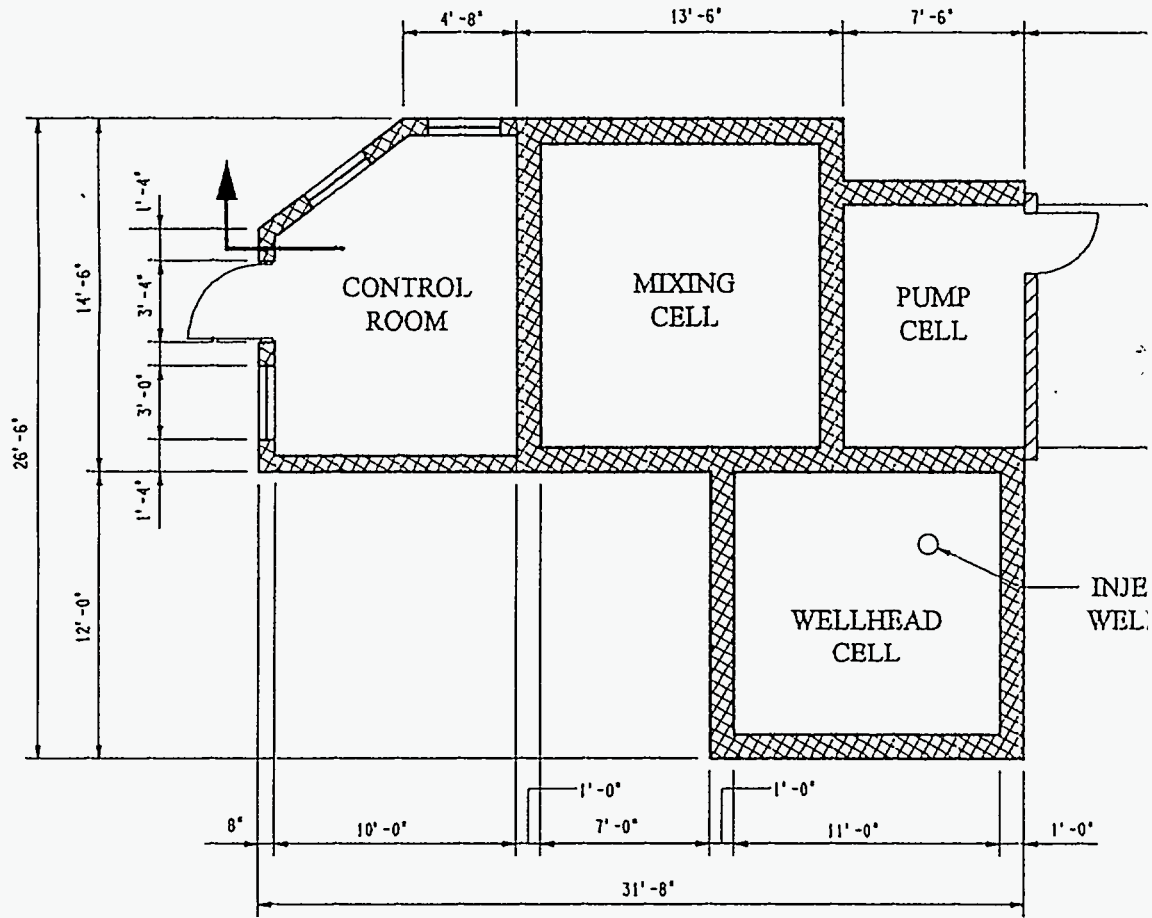 4'-8"
13'-6"
7'-6"
1'-4"
14'-6"
3'-4"
CONTROL
ROOM
MIXING
CELL
PUMP
CELL
3'-0"
26'-6"
1'-4"
12'-0"
INJE
WEL
WELLHEAD
CELL
1'-0"
1'-0"
8"
10'-0"
7'-0"
11'-0"
1'-0"
31'-8"